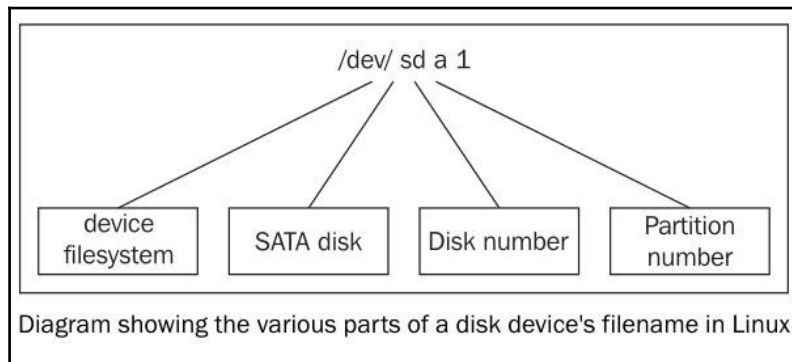 /dev/ sd a 1
device
filesystem
SATA disk
Disk number
Partition
number
Diagram showing the various parts of a disk device's filename in Linux